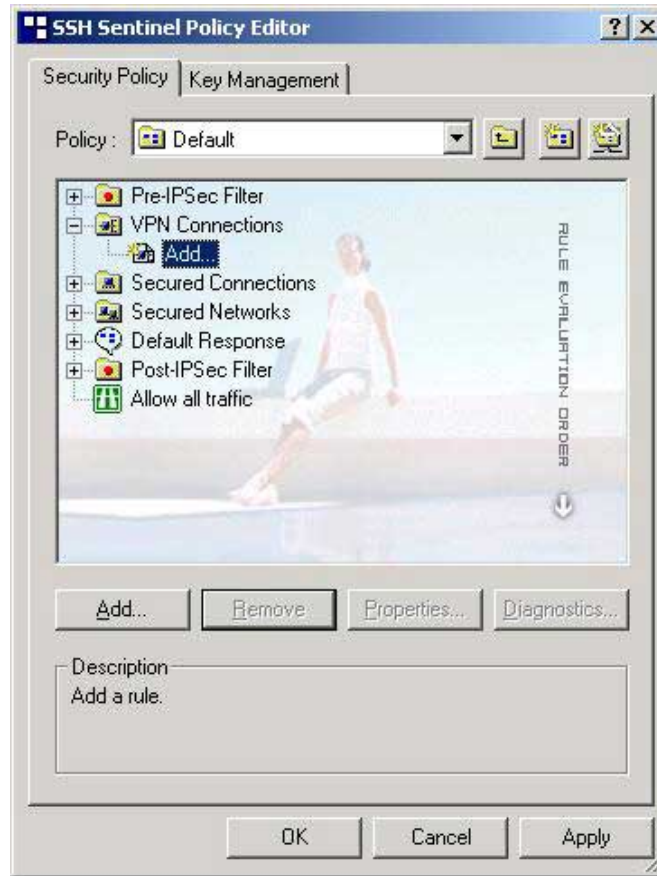 SSH Sentinel Policy Editor
Security Policy
Key Management
Policy :
Default
Pre-IPSec Filter
VPN Connections
Add...
Secured Connections
Secured Networks
Default Response
Post-IPSec Filter
Allow all traffic
RULE EVALUATION ORDER
Add...
Remove
Properties...
Diagnostics...
Description
Add a rule.
OK
Cancel
Apply